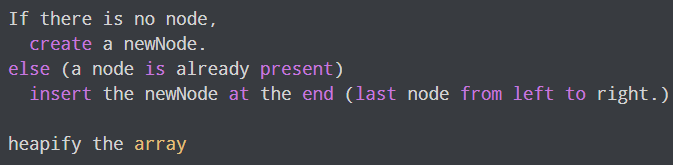 If there is no node,
create a newNode.
else (a node is already present)
insert the newNode at the end (last node from left to right.)
heapify the array